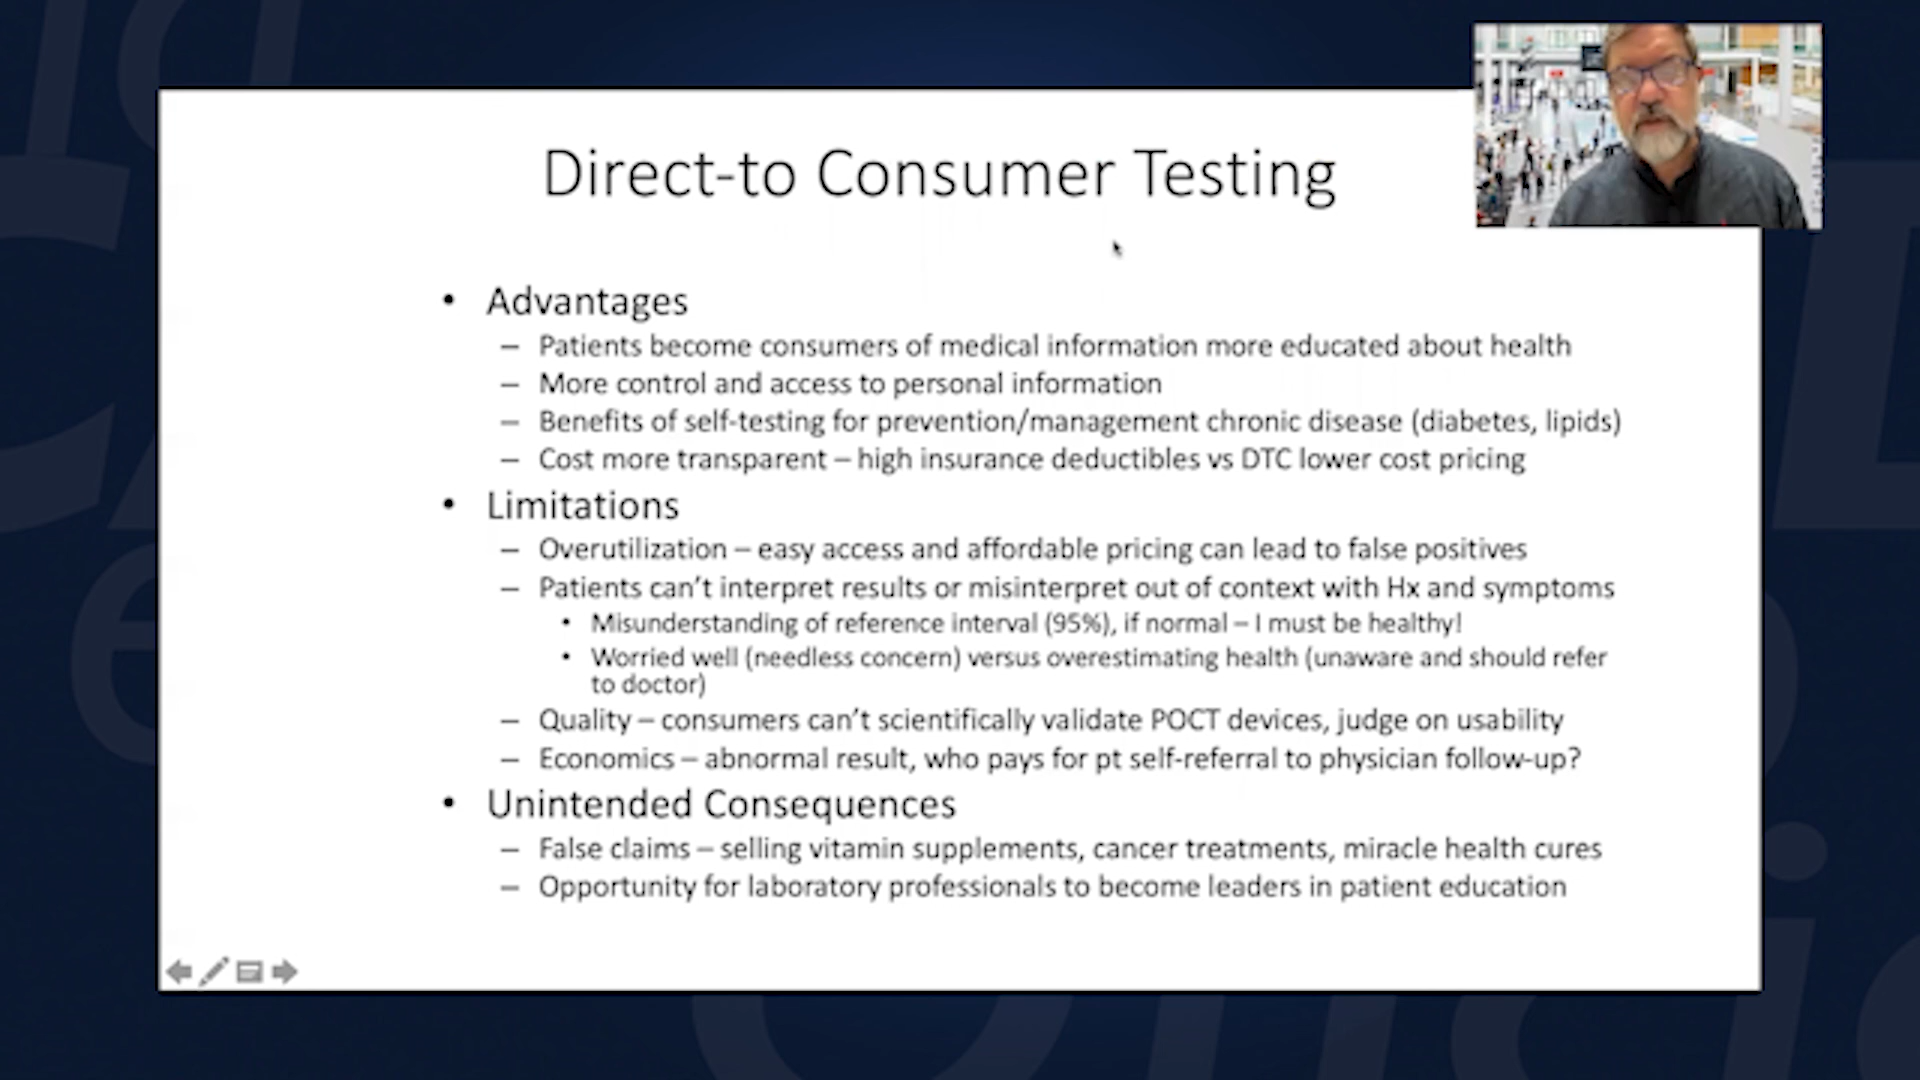 Direct-to Consumer Testing
• Advantages
– Patients become consumers of medical information more educated about health
– More control and access to personal information
– Benefits of self-testing for prevention/management chronic disease (diabetes, lipids)
– Cost more transparent – high insurance deductibles vs DTC lower cost pricing
• Limitations
– Overutilization – easy access and affordable pricing can lead to false positives
– Patients can't interpret results or misinterpret out of context with Hx and symptoms
• Misunderstanding of reference interval (95%), if normal – I must be healthy!
• Worried well (needless concern) versus overestimating health (unaware and should refer
to doctor)
– Quality – consumers can't scientifically validate POCT devices, judge on usability
– Economics – abnormal result, who pays for pt self-referral to physician follow-up?
• Unintended Consequences
– False claims – selling vitamin supplements, cancer treatments, miracle health cures
– Opportunity for laboratory professionals to become leaders in patient education